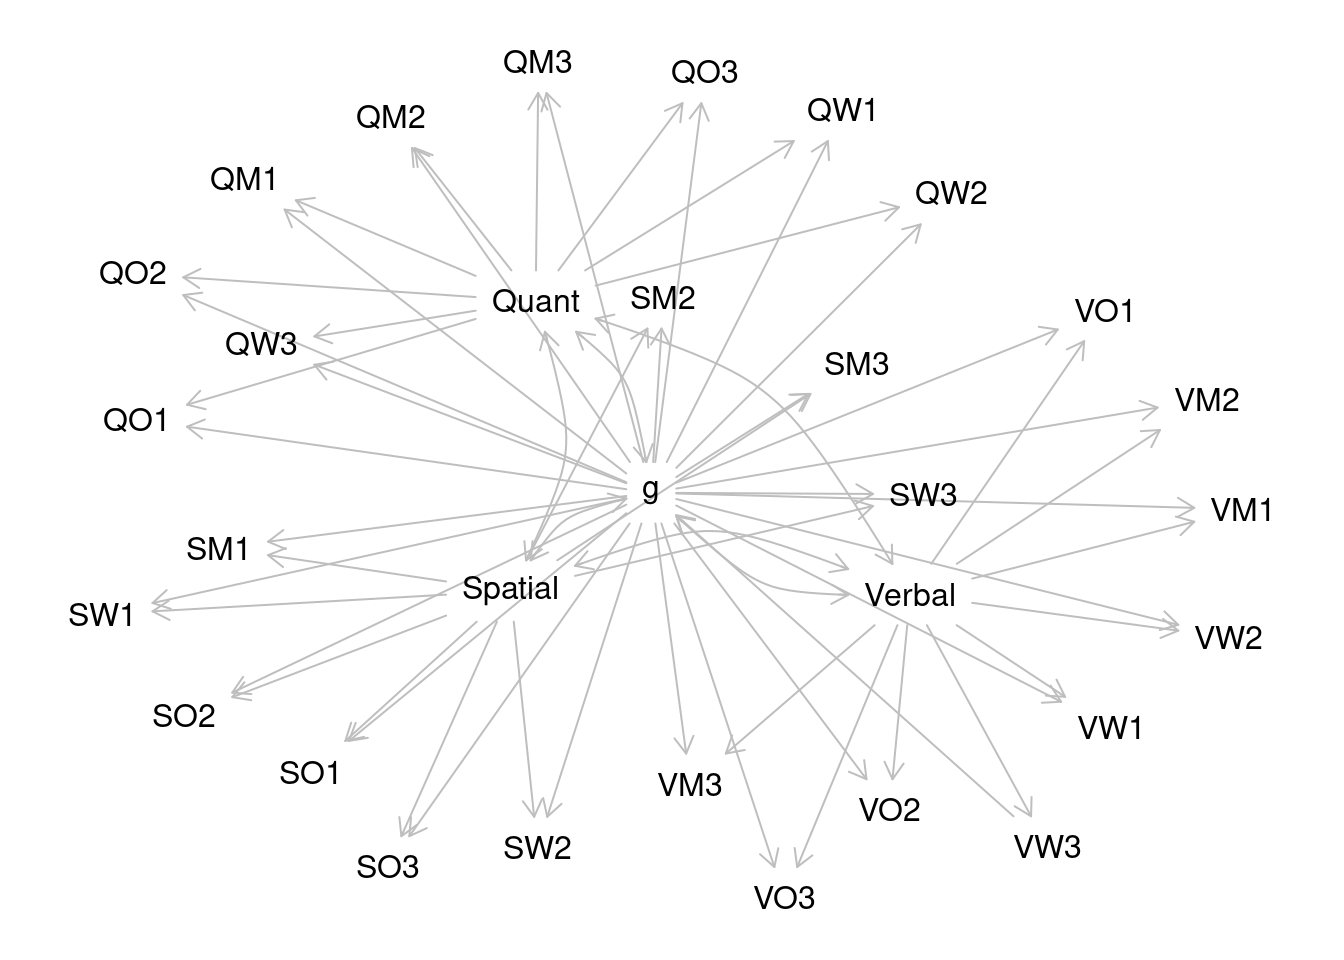 QM3
QO3
QM2
QW1
QM1
QW2
QO2
Quant
SM2
VO1
QW3
SM3
VM2
QO1
g
SW3
VM1
SM1
Spatial
Verbal
SW1
VW2
SO2
VW1
SO1
VM3
VO2
SW2
VW3
SO3
VO3